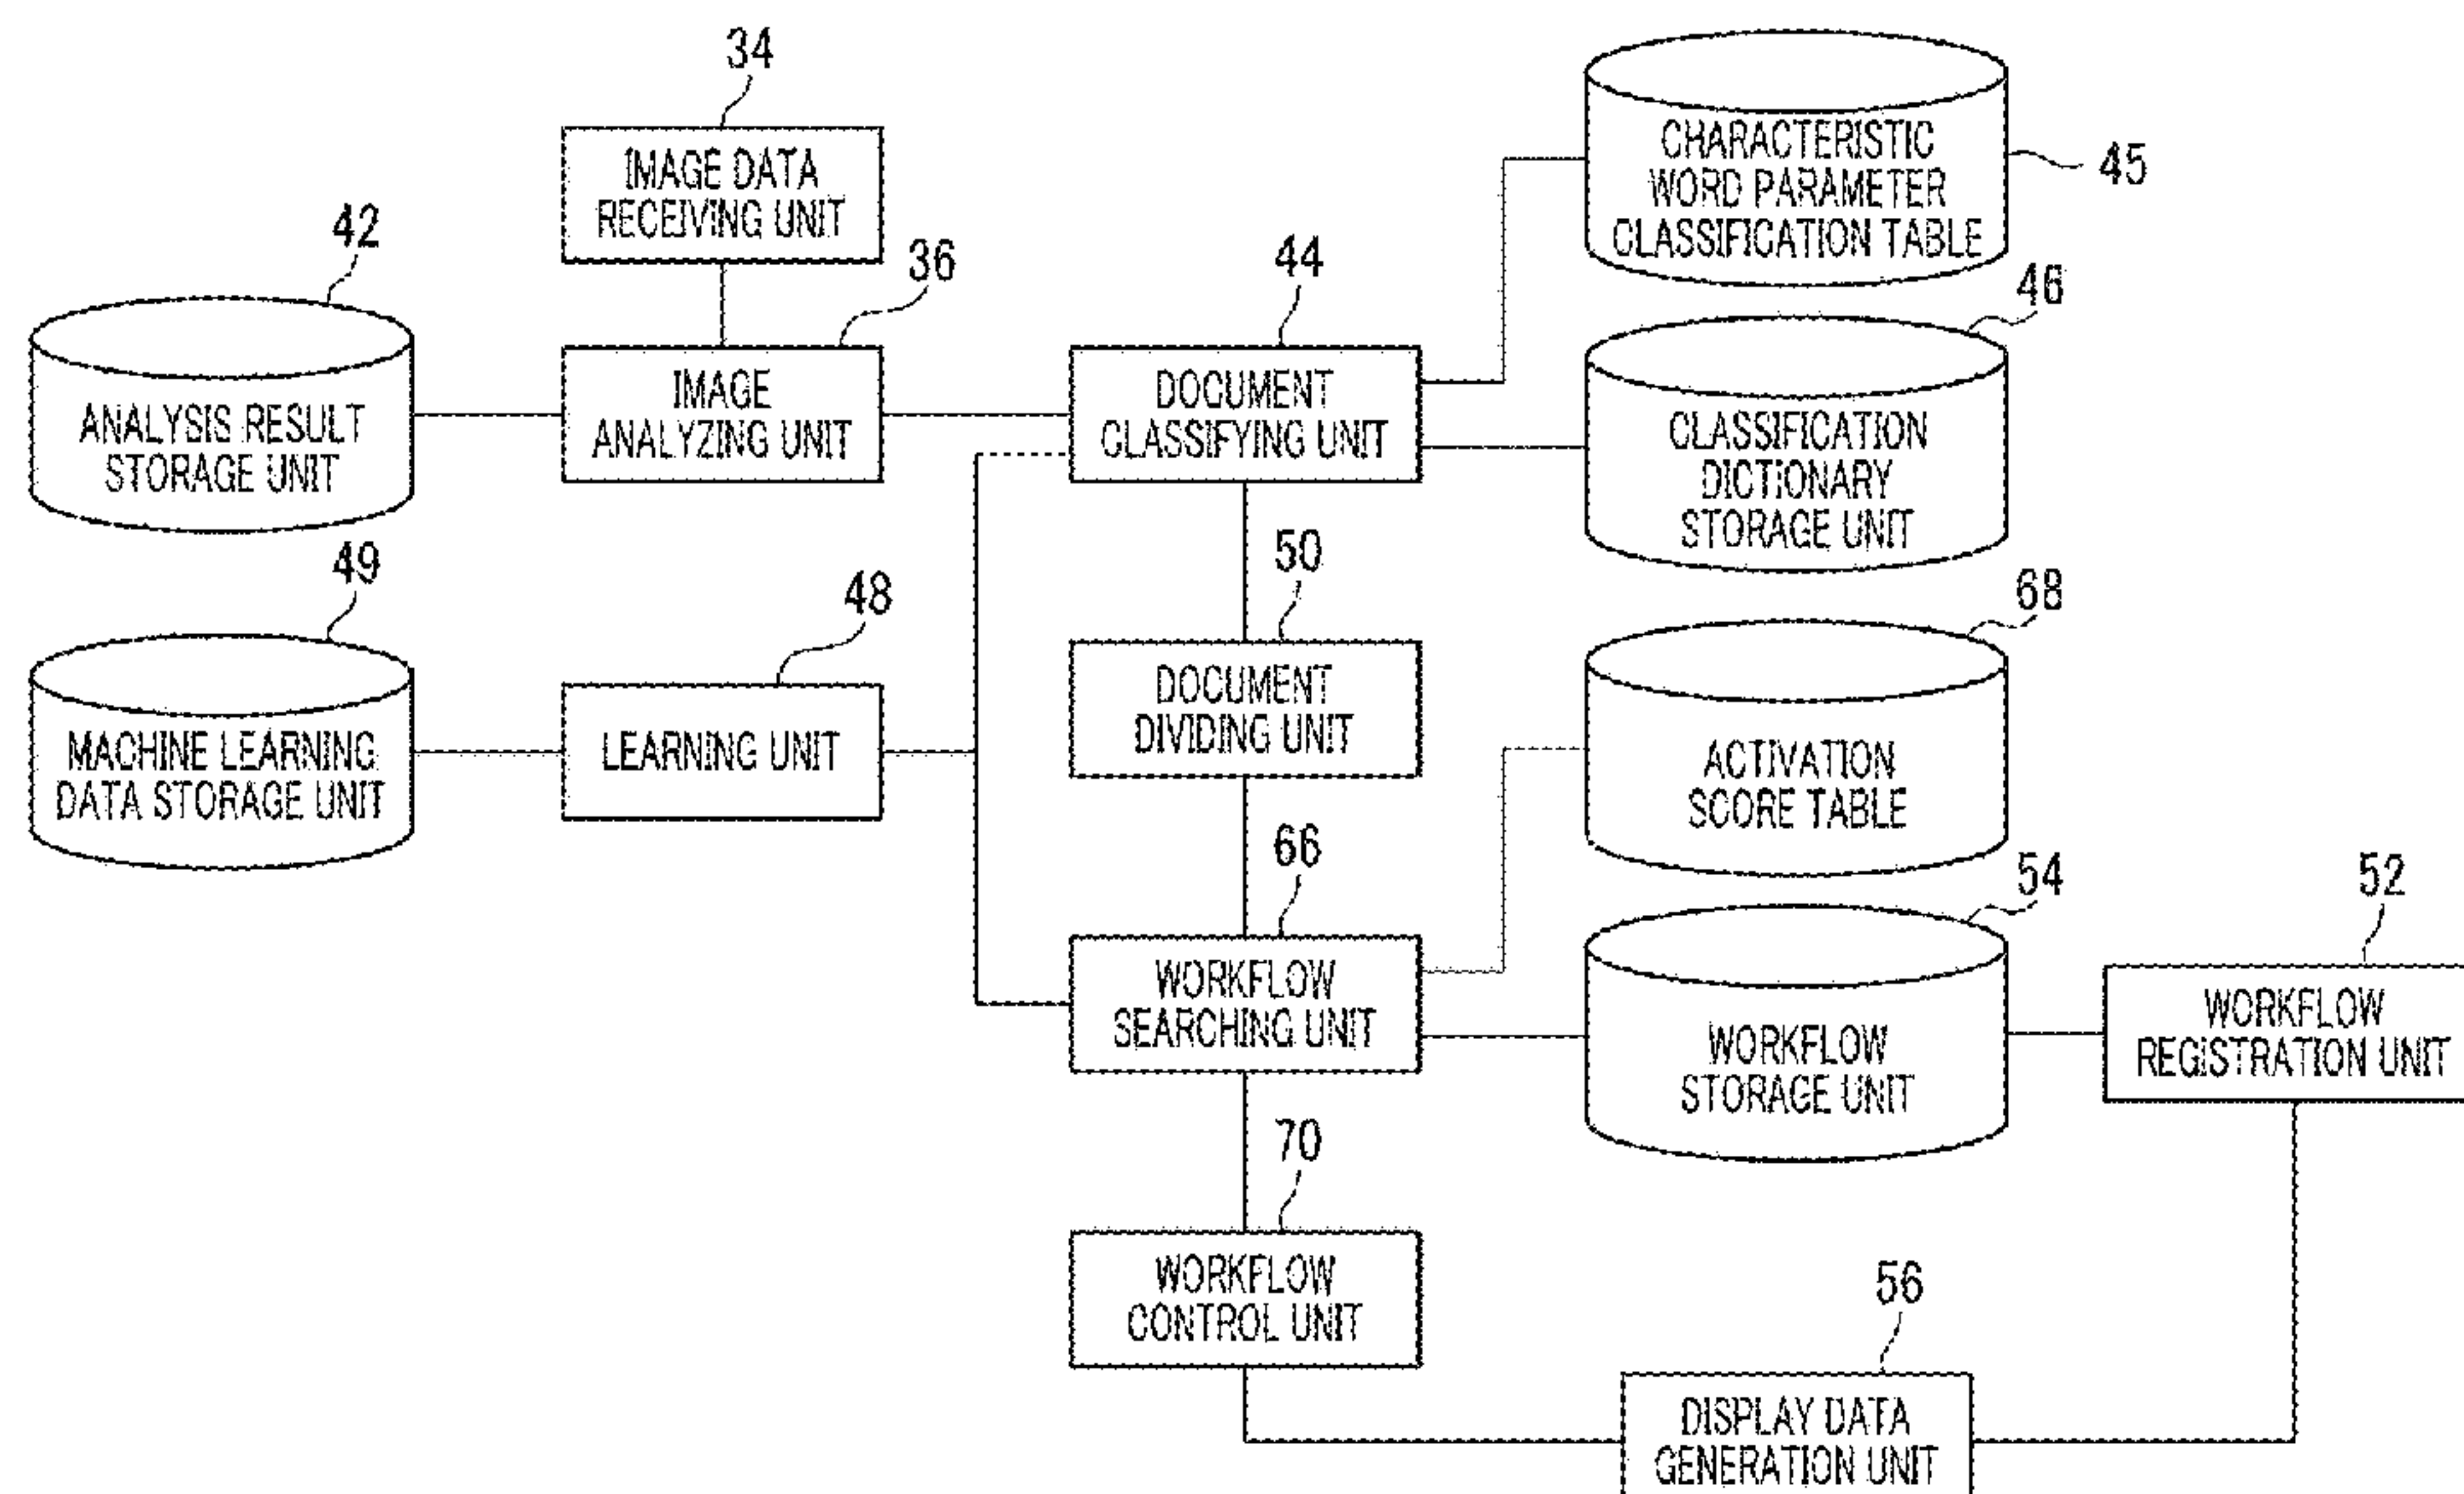 34
IMAGE DATA
RECEIVING UNIT
CHARACTERISTIC
WORD PARAMETER
CLASSIFICATION TABLE
45
42
ANALYSIS RESULT
STORAGE UNIT
36
IMAGE
ANALYZING UNIT
44
DOCUMENT
CLASSIFYING UNIT
46
CLASSIFICATION
DICTIONARY
STORAGE UNIT
49
MACHINE LEARNING
DATA STORAGE UNIT
48
LEARNING UNIT
50
DOCUMENT
DIVIDING UNIT
68
ACTIVATION
SCORE TABLE
66
WORKFLOW
SEARCHING UNIT
54
WORKFLOW
STORAGE UNIT
52
WORKFLOW
REGISTRATION UNIT
70
WORKFLOW
CONTROL UNIT
56
DISPLAY DATA
GENERATION UNIT